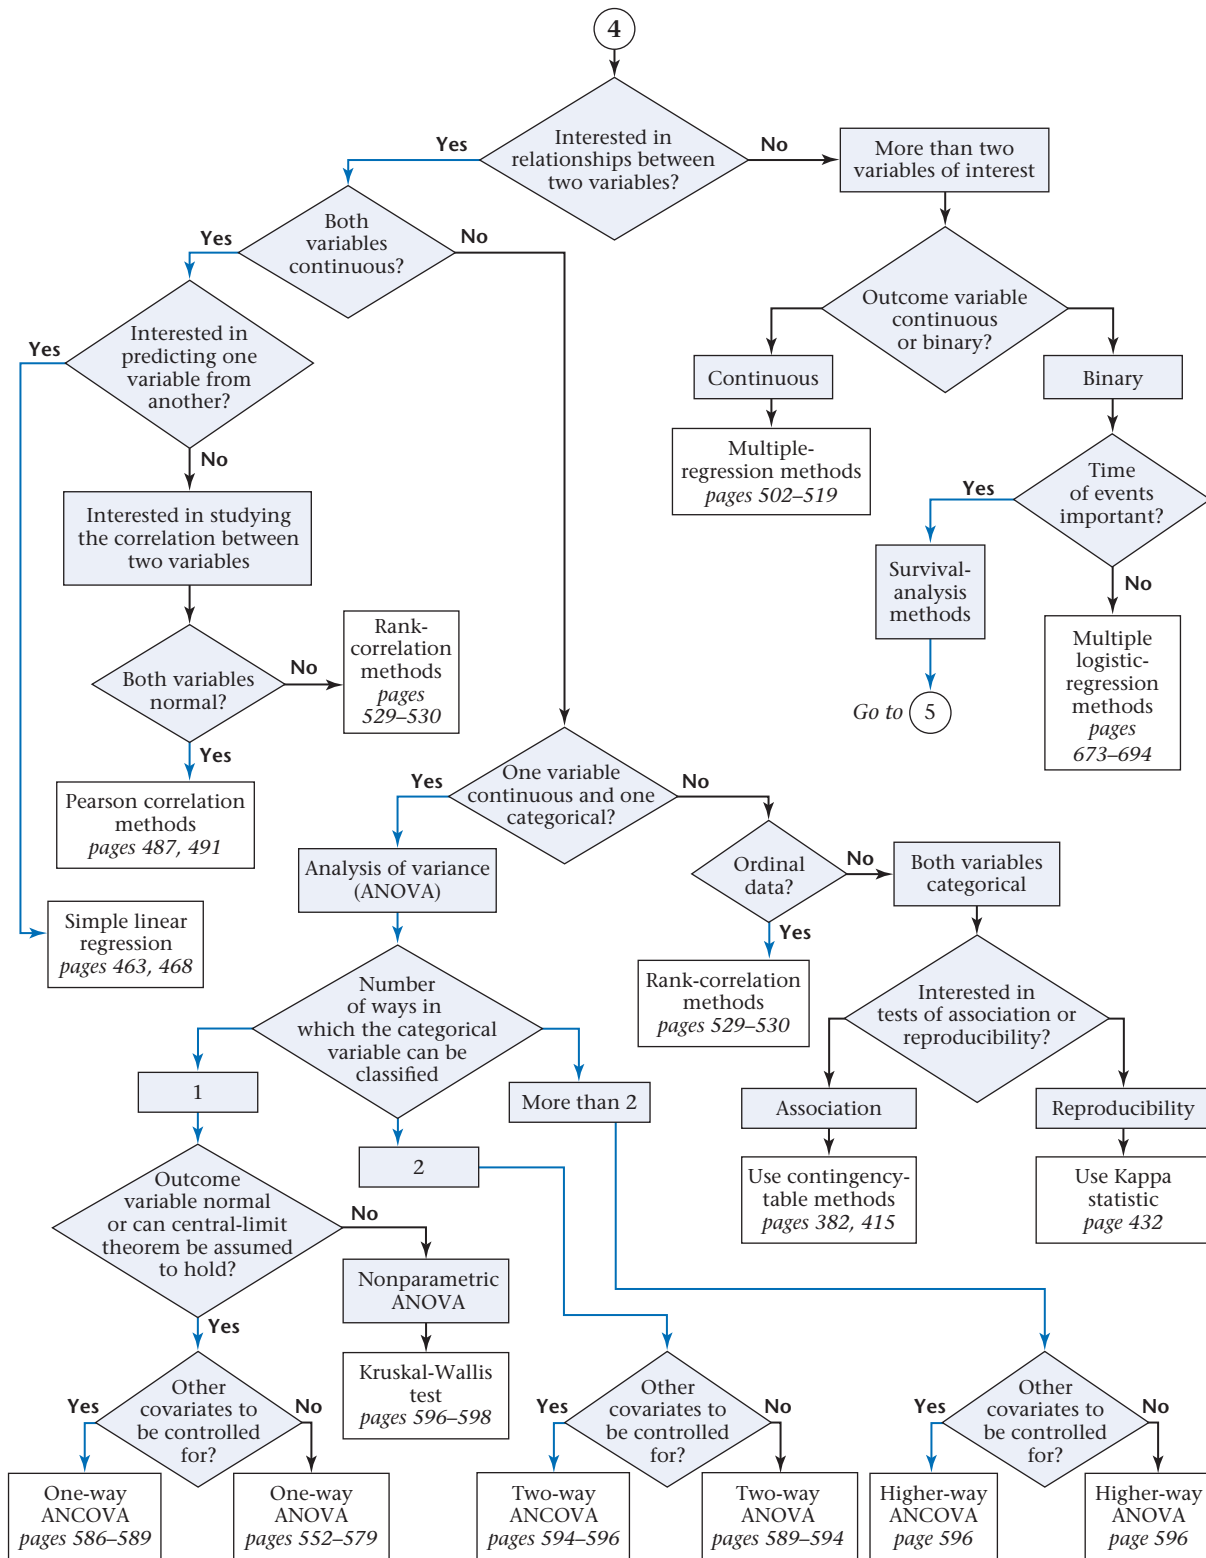 4
Interested in
relationships between
two variables?
Yes
No
More than two
variables of interest
Both
variables
continuous?
Yes
No
Outcome variable
continuous
or binary?
Interested in
predicting one
variable from
another?
Yes
No
Continuous
Binary
Multiple-
regression methods
pages 502–519
Time
of events
important?
Yes
No
Interested in studying
the correlation between
two variables
Survival-
analysis
methods
Go to 5
Multiple
logistic-
regression
methods
pages
673–694
Both variables
normal?
No
Yes
Rank-
correlation
methods
pages
529–530
Pearson correlation
methods
pages 487, 491
Simple linear
regression
pages 463, 468
One variable
continuous and one
categorical?
Yes
No
Analysis of variance
(ANOVA)
Ordinal
data?
No
Yes
Both variables
categorical
Rank-correlation
methods
pages 529–530
Interested in
tests of association or
reproducibility?
Association
Reproducibility
Use contingency-
table methods
pages 382, 415
Use Kappa
statistic
page 432
Number
of ways in
which the categorical
variable can be
classified
1
2
More than 2
Outcome
variable normal
or can central-limit
theorem be assumed
to hold?
No
Yes
Nonparametric
ANOVA
Kruskal-Wallis
test
pages 596–598
Other
covariates to
be controlled
for?
Yes
No
One-way
ANCOVA
pages 586–589
One-way
ANOVA
pages 552–579
Other
covariates to
be controlled
for?
Yes
No
Two-way
ANCOVA
pages 594–596
Two-way
ANOVA
pages 589–594
Other
covariates to
be controlled
for?
Yes
No
Higher-way
ANCOVA
page 596
Higher-way
ANOVA
page 596